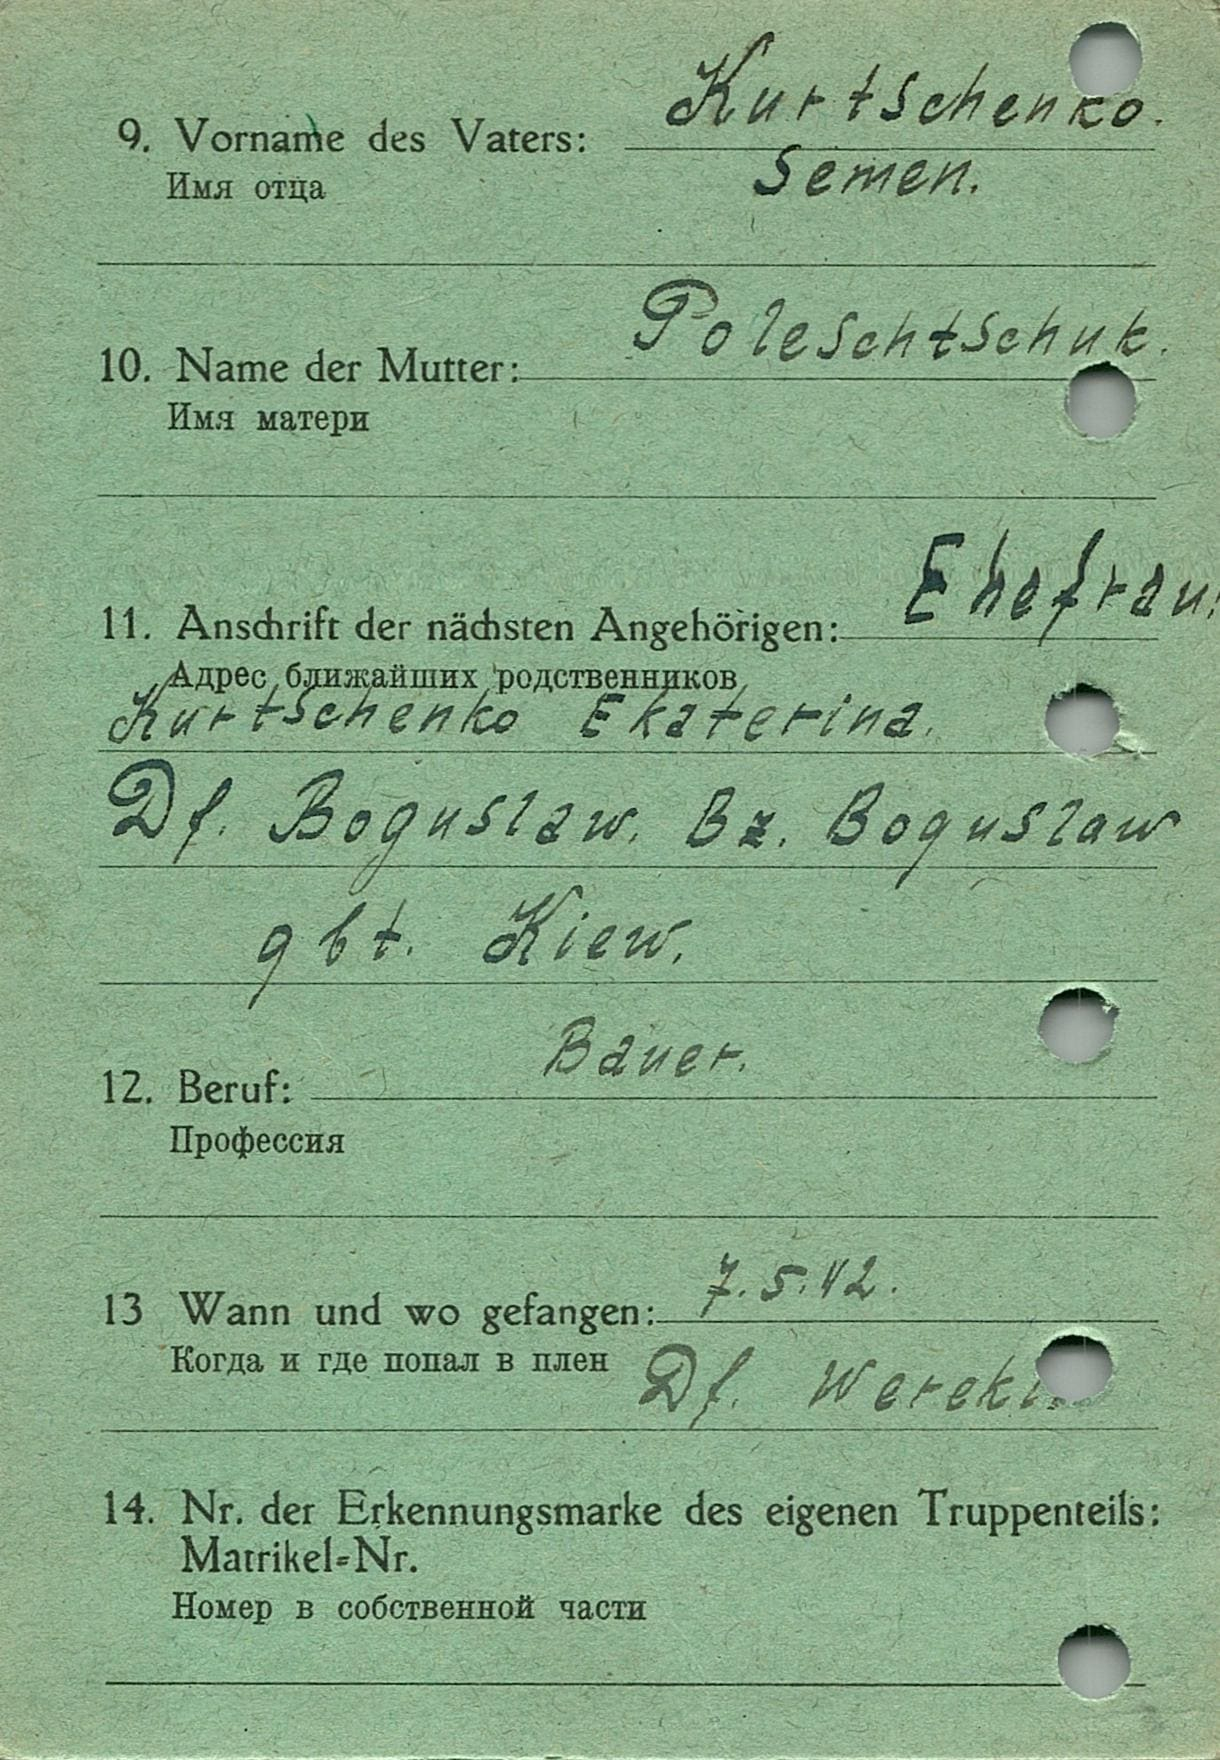 Kurtschenko.
9. Vorname des Vaters:
Semen.
Имя отца
Poleschtschuk.
10. Name der Mutter:
Имя матери
Ehefrau:
11. Anschrift der nächsten Angehörigen:
Адрес ближайших родственников
Kurtschenko Ekaterina.
Df. Boguslaw. Bz. Boguslaw
gbt. Kiew.
Bauer.
12. Beruf:
Профессия
7.5.42.
13 Wann und wo gefangen:
Когда и где попал в плен
Df.
14. Nr. der Erkennungsmarke des eigenen Truppenteils:
Matrikel=Nr.
Номер в собственной части